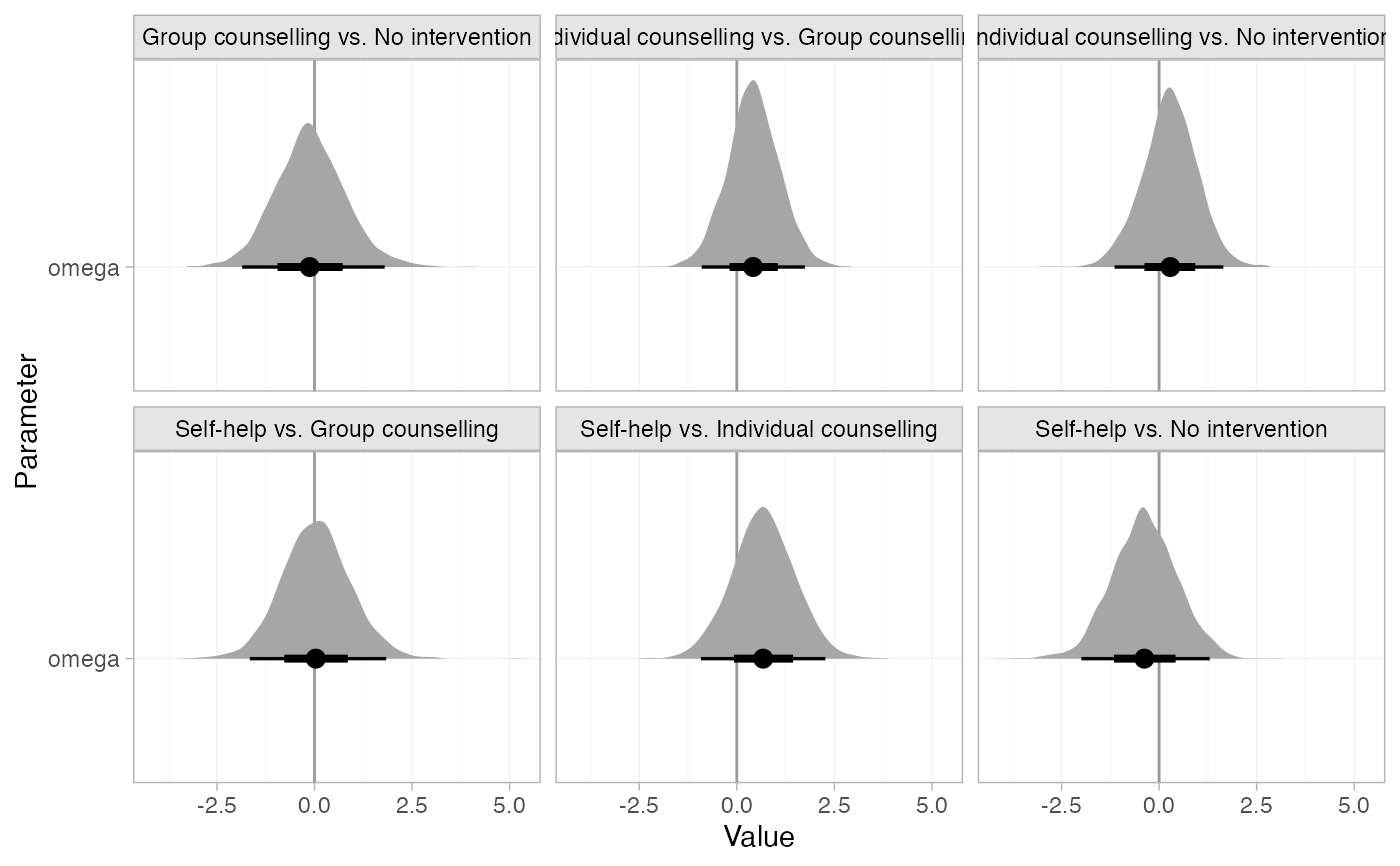 Group counselling vs. No intervention
dividual counselling vs. Group counsellin
ndividual counselling vs. No intervention
omega
Self-help vs. Group counselling
Self-help vs. Individual counselling
Self-help vs. No intervention
omega
-2.5 0.0 2.5 5.0
-2.5 0.0 2.5 5.0
-2.5 0.0 2.5 5.0
Value
Parameter